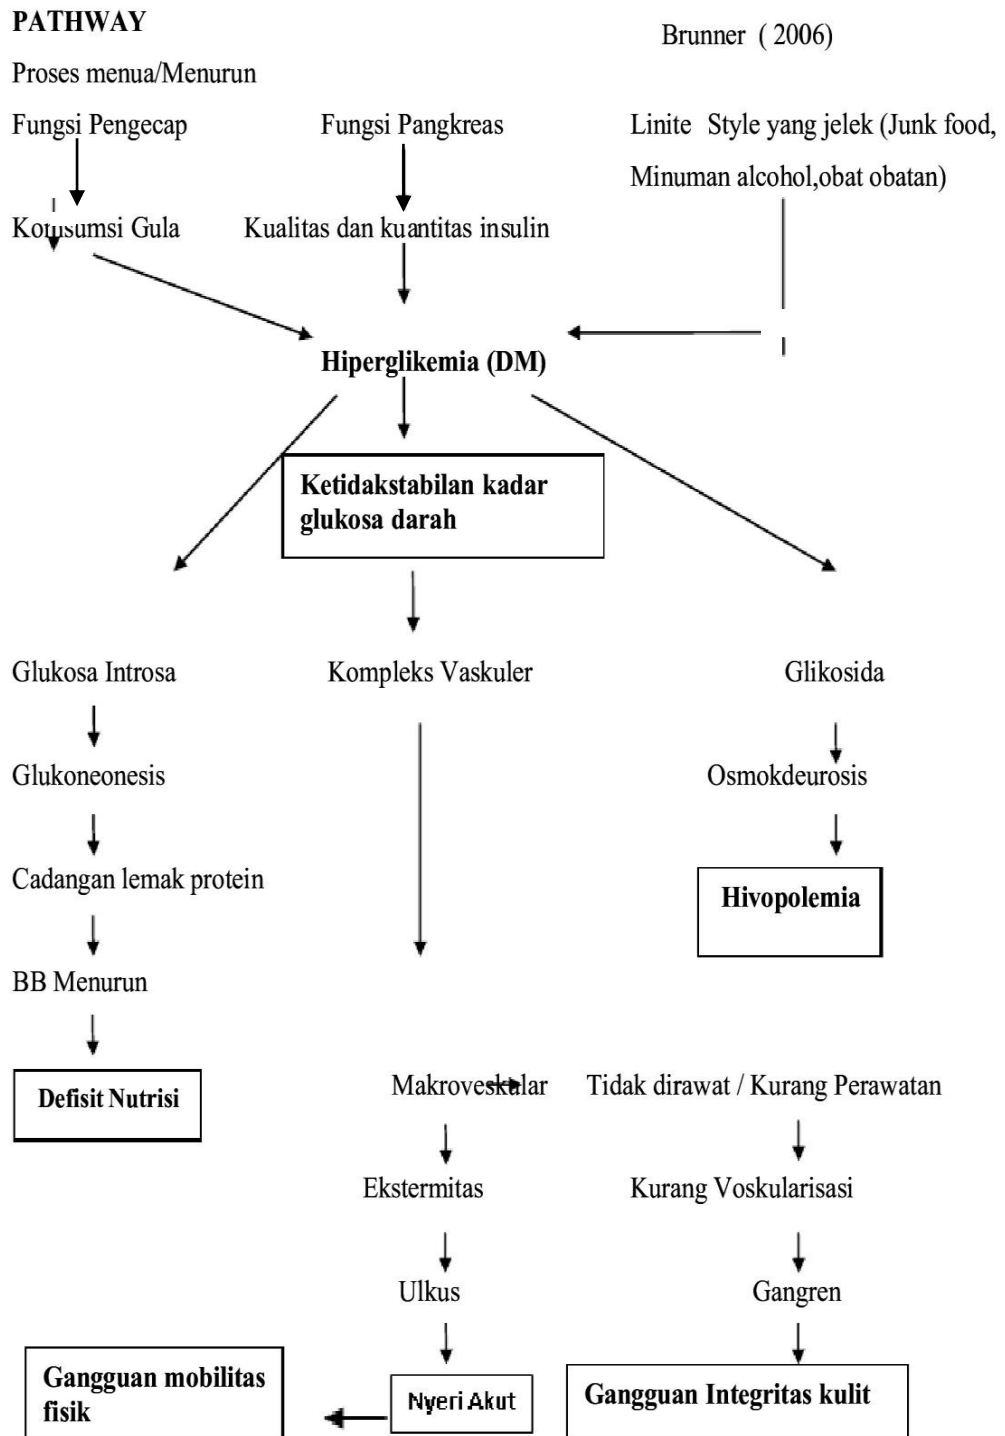 PATHWAY
Brunner ( 2006)
Proses menua/Menurun
Fungsi Pengecap
Fungsi Pangkreas
Linite Style yang jelek (Junk food,
Minuman alcohol,obat obatan)
Komsumsi Gula
Kualitas dan kuantitas insulin
Hiperglikemia (DM)
Ketidakstabilan kadar
glukosa darah
Glukosa Introsa
Kompleks Vaskuler
Glikosida
Glukoneonesis
Osmokdeurosis
Cadangan lemak protein
Hivopolemia
BB Menurun
Defisit Nutrisi
Makroveskular
Tidak dirawat / Kurang Perawatan
Ekstermitas
Kurang Voskularisasi
Ulkus
Gangren
Gangguan mobilitas
fisik
Nyeri Akut
Gangguan Integritas kulit